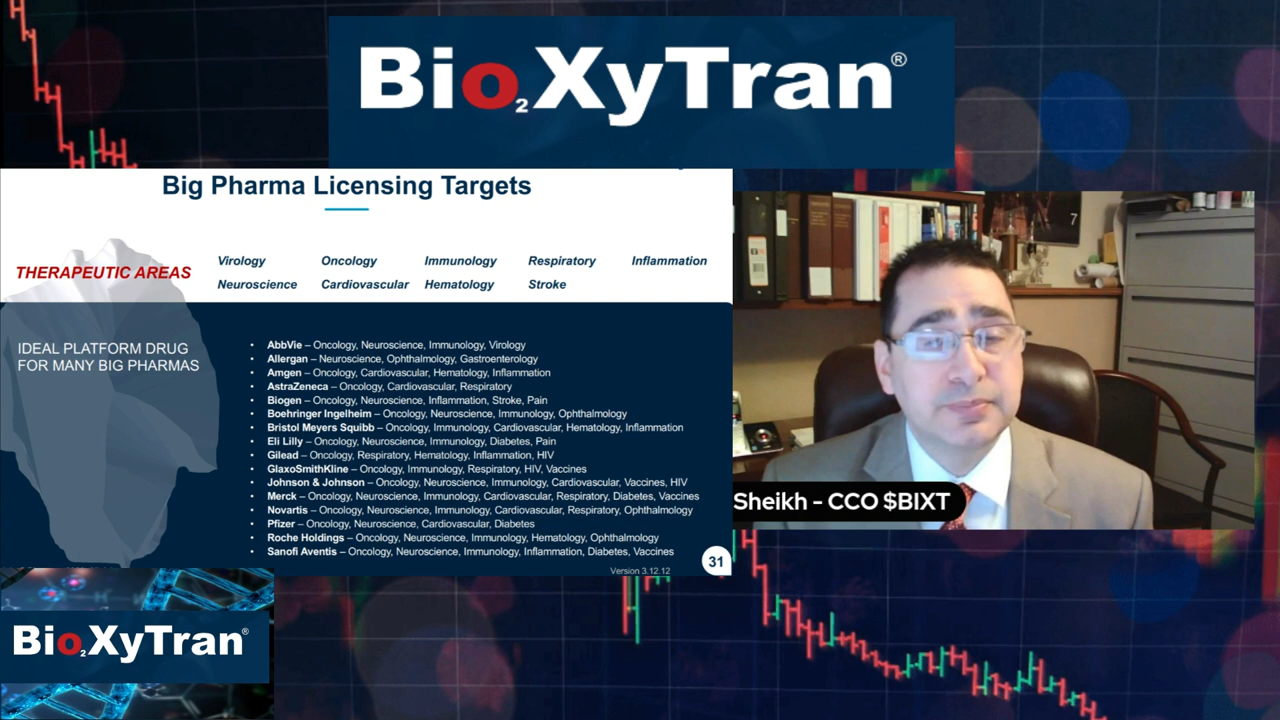 Bio2XyTran®
Big Pharma Licensing Targets
THERAPEUTIC AREAS
Virology Oncology Immunology Respiratory Inflammation
Neuroscience Cardiovascular Hematology Stroke
IDEAL PLATFORM DRUG
FOR MANY BIG PHARMAS
• AbbVie – Oncology, Neuroscience, Immunology, Virology
• Allergan – Neuroscience, Ophthalmology, Gastroenterology
• Amgen – Oncology, Cardiovascular, Hematology, Inflammation
• AstraZeneca – Oncology, Cardiovascular, Respiratory
• Biogen – Oncology, Neuroscience, Inflammation, Stroke, Pain
• Boehringer Ingelheim – Oncology, Neuroscience, Immunology, Ophthalmology
• Bristol Meyers Squibb – Oncology, Immunology, Cardiovascular, Hematology, Inflammation
• Eli Lilly – Oncology, Neuroscience, Immunology, Diabetes, Pain
• Gilead – Oncology, Respiratory, Hematology, Inflammation, HIV
• GlaxoSmithKline – Oncology, Immunology, Respiratory, HIV, Vaccines
• Johnson & Johnson – Oncology, Neuroscience, Immunology, Cardiovascular, Vaccines, HIV
• Merck – Oncology, Neuroscience, Immunology, Cardiovascular, Respiratory, Diabetes, Vaccines
• Novartis – Oncology, Neuroscience, Immunology, Cardiovascular, Respiratory, Ophthalmology
• Pfizer – Oncology, Neuroscience, Cardiovascular, Diabetes
• Roche Holdings – Oncology, Neuroscience, Immunology, Hematology, Ophthalmology
• Sanofi Aventis – Oncology, Neuroscience, Immunology, Inflammation, Diabetes, Vaccines
Version 3.12.12
31
7
Sheikh - CCO $BIXT
Bio2XyTran®